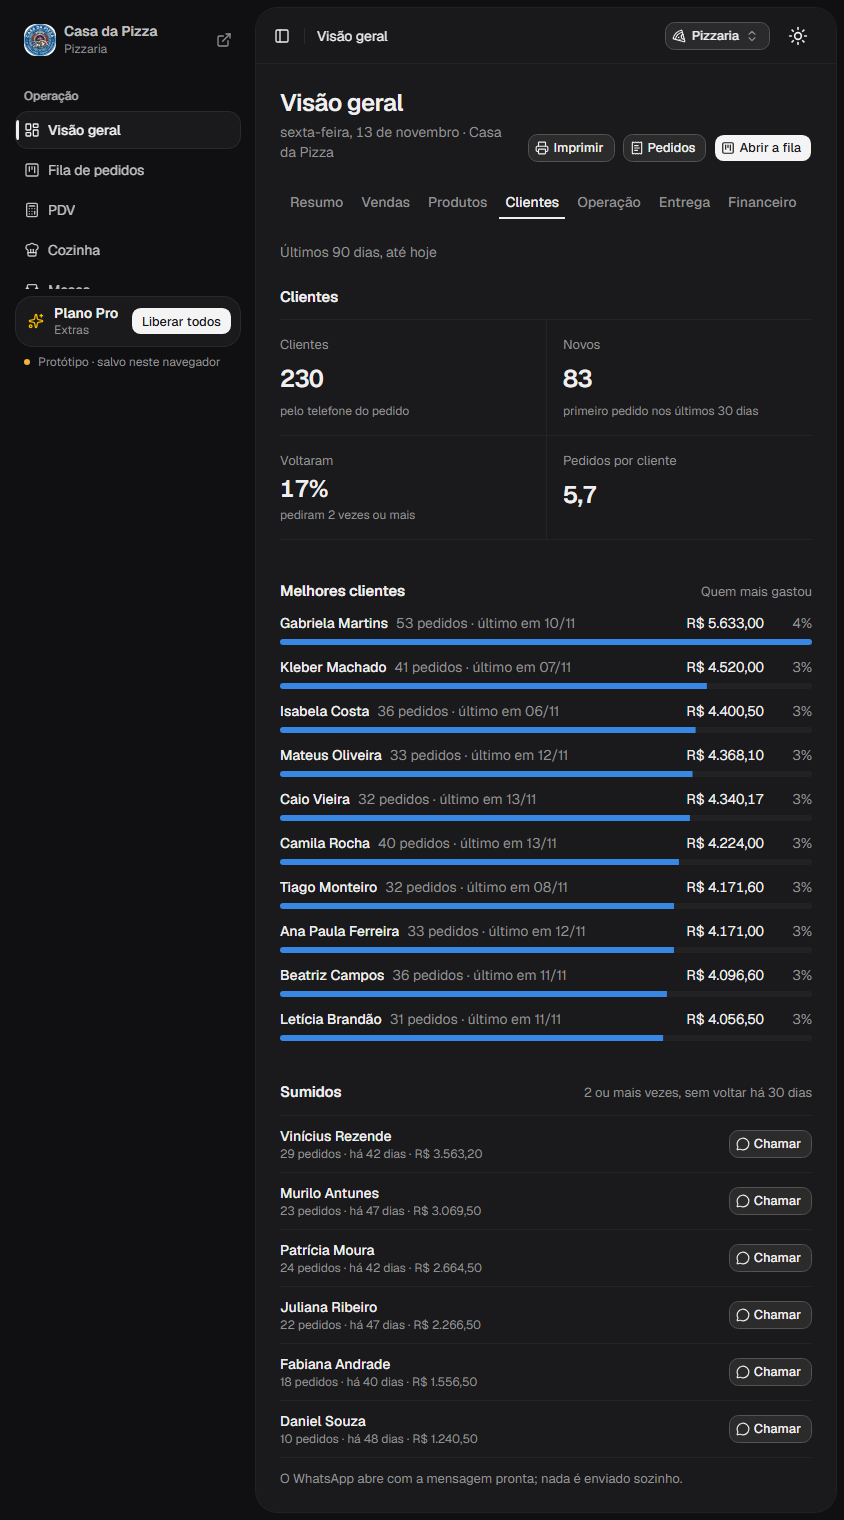 Casa da Pizza
Pizzaria
Operação
Visão geral
Fila de pedidos
PDV
Cozinha
Plano Pro
Extras
Liberar todos
Protótipo · salvo neste navegador
Visão geral
Pizzaria
Visão geral
sexta-feira, 13 de novembro · Casa
da Pizza
Imprimir
Pedidos
Abrir a fila
Resumo Vendas Produtos Clientes Operação Entrega Financeiro
Últimos 90 dias, até hoje
Clientes
Clientes
230
pelo telefone do pedido
Novos
83
primeiro pedido nos últimos 30 dias
Voltaram
17%
pediram 2 vezes ou mais
Pedidos por cliente
5,7
Melhores clientes Quem mais gastou
Gabriela Martins 53 pedidos · último em 10/11 R$ 5.633,00 4%
Kleber Machado 41 pedidos · último em 07/11 R$ 4.520,00 3%
Isabela Costa 36 pedidos · último em 06/11 R$ 4.400,50 3%
Mateus Oliveira 33 pedidos · último em 12/11 R$ 4.368,10 3%
Caio Vieira 32 pedidos · último em 13/11 R$ 4.340,17 3%
Camila Rocha 40 pedidos · último em 13/11 R$ 4.224,00 3%
Tiago Monteiro 32 pedidos · último em 08/11 R$ 4.171,60 3%
Ana Paula Ferreira 33 pedidos · último em 12/11 R$ 4.171,00 3%
Beatriz Campos 36 pedidos · último em 11/11 R$ 4.096,60 3%
Letícia Brandão 31 pedidos · último em 11/11 R$ 4.056,50 3%
Sumidos 2 ou mais vezes, sem voltar há 30 dias
Vinícius Rezende
29 pedidos · há 42 dias · R$ 3.563,20
Chamar
Murilo Antunes
23 pedidos · há 47 dias · R$ 3.069,50
Chamar
Patrícia Moura
24 pedidos · há 42 dias · R$ 2.664,50
Chamar
Juliana Ribeiro
22 pedidos · há 47 dias · R$ 2.266,50
Chamar
Fabiana Andrade
18 pedidos · há 40 dias · R$ 1.556,50
Chamar
Daniel Souza
10 pedidos · há 48 dias · R$ 1.240,50
Chamar
O WhatsApp abre com a mensagem pronta; nada é enviado sozinho.